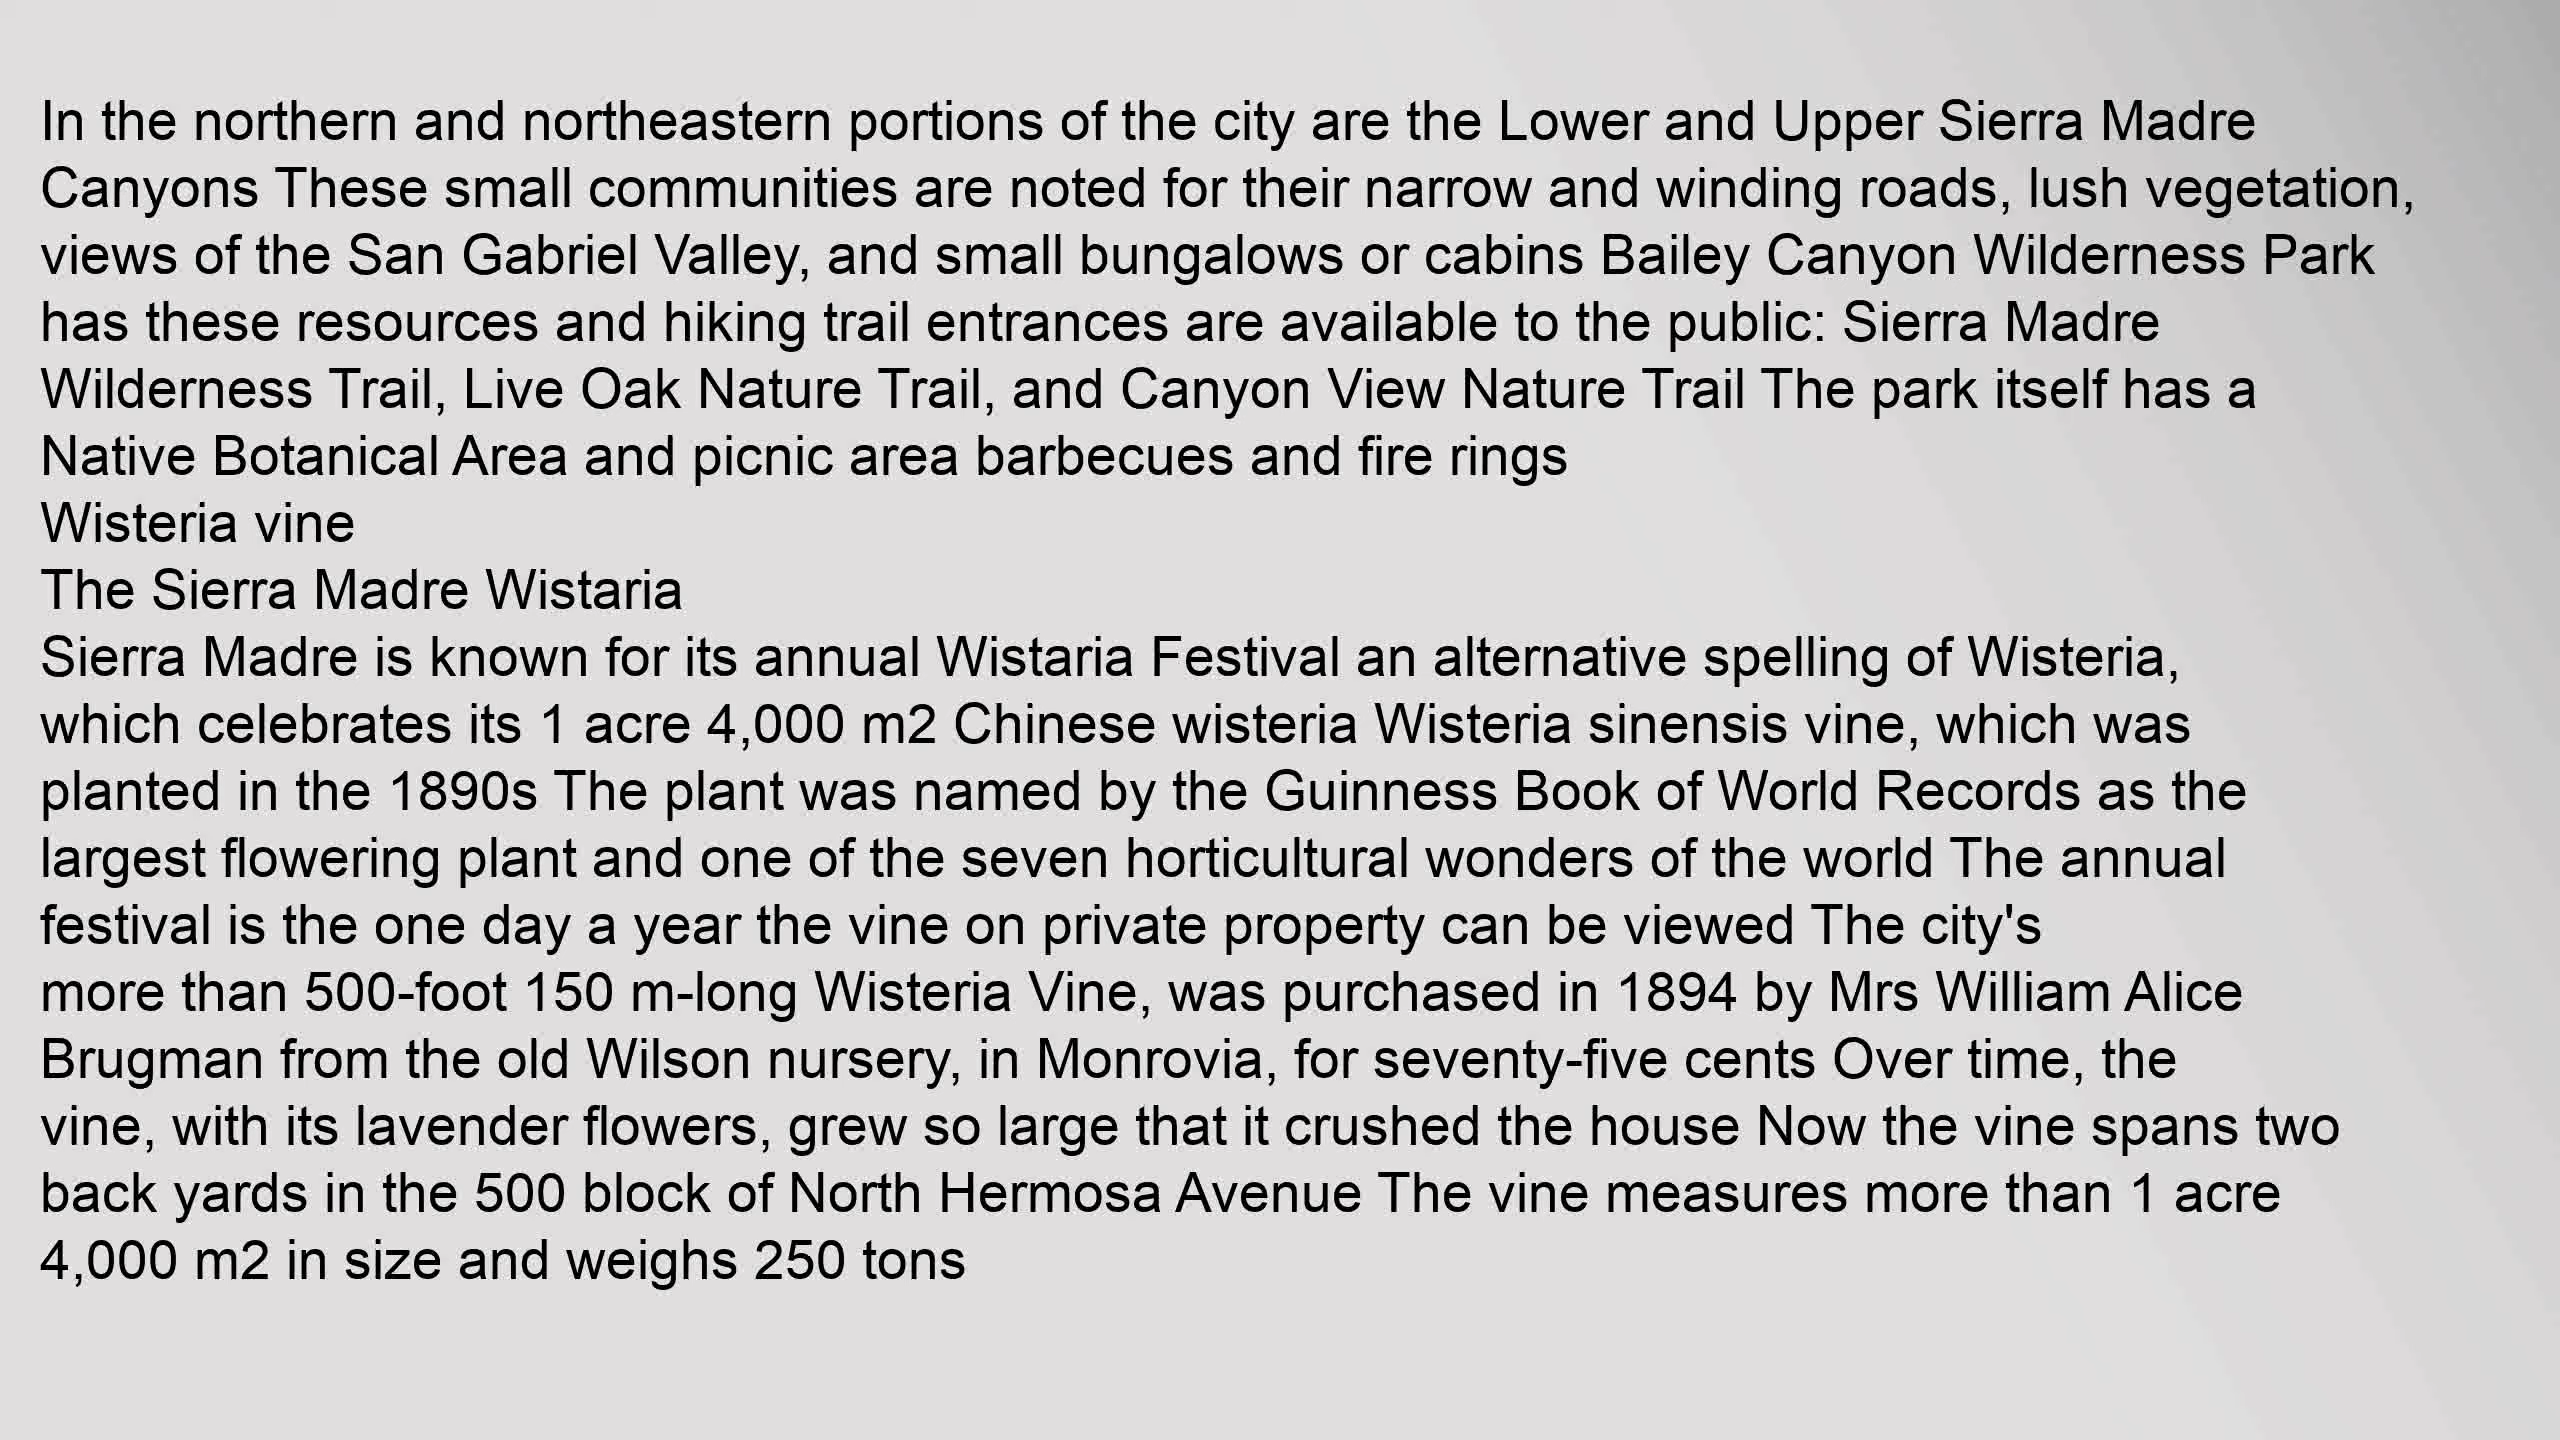 In the northern and northeastern portions of the city are the Lower and Upper Sierra Madre
Canyons These small communities are noted for their narrow and winding roads, lush vegetation,
views of the San Gabriel Valley, and small bungalows or cabins Bailey Canyon Wilderness Park
has these resources and hiking trail entrances are available to the public: Sierra Madre
Wilderness Trail, Live Oak Nature Trail, and Canyon View Nature Trail The park itself has a
Native Botanical Area and picnic area barbecues and fire rings
Wisteria vine
The Sierra Madre Wistaria
Sierra Madre is known for its annual Wistaria Festival an alternative spelling of Wisteria,
which celebrates its 1 acre 4,000 m2 Chinese wisteria Wisteria sinensis vine, which was
planted in the 1890s The plant was named by the Guinness Book of World Records as the
largest flowering plant and one of the seven horticultural wonders of the world The annual
festival is the one day a year the vine on private property can be viewed The city's
more than 500-foot 150 m-long Wisteria Vine, was purchased in 1894 by Mrs William Alice
Brugman from the old Wilson nursery, in Monrovia, for seventy-five cents Over time, the
vine, with its lavender flowers, grew so large that it crushed the house Now the vine spans two
back yards in the 500 block of North Hermosa Avenue The vine measures more than 1 acre
4,000 m2 in size and weighs 250 tons